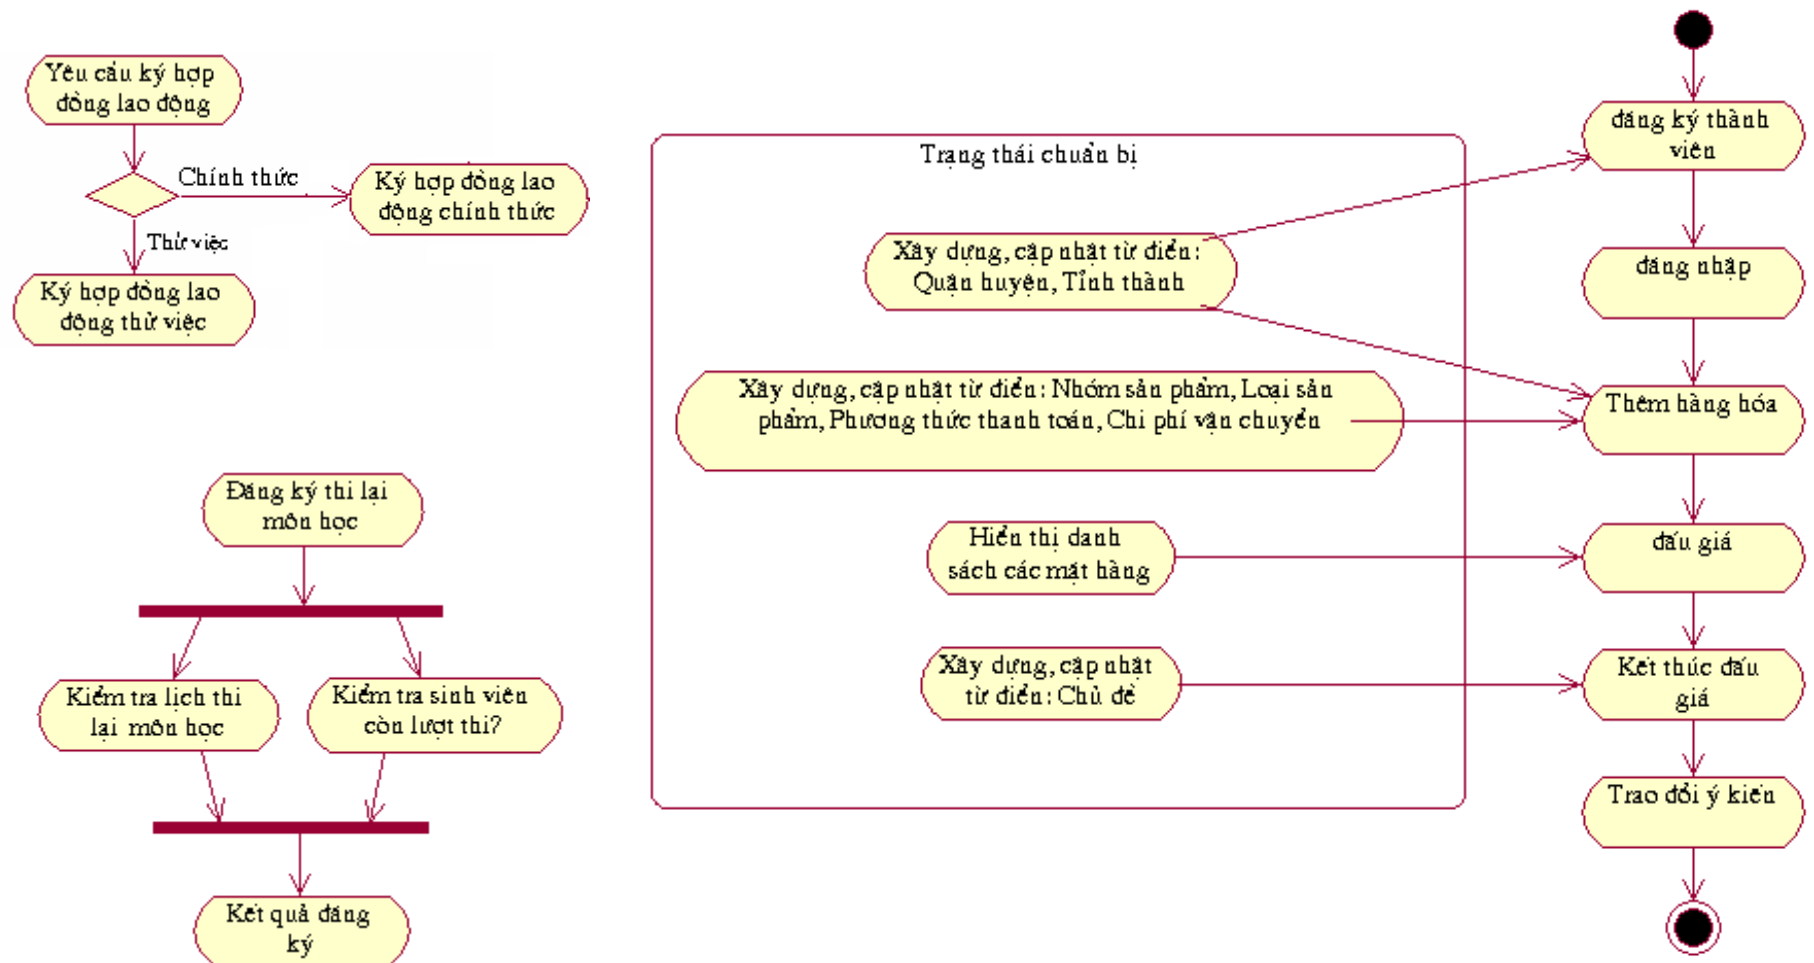 Yêu cầu ký hợp
đồng lao động
Chính thức
Ký hợp đồng lao
động chính thức
Thử việc
Ký hợp đồng lao
động thử việc
Đăng ký thi lại
môn học
Kiểm tra lịch thi
lại môn học
Kiểm tra sinh viên
còn lượt thi?
Kết quả đăng
ký
Trạng thái chuẩn bị
Xây dựng, cập nhật từ điển:
Quận huyện, Tỉnh thành
Xây dựng, cập nhật từ điển: Nhóm sản phẩm, Loại sản
phẩm, Phương thức thanh toán, Chi phí vận chuyển
Hiển thị danh
sách các mặt hàng
Xây dựng, cập nhật
từ điển: Chủ đề
đăng ký thành
viên
đăng nhập
Thêm hàng hóa
đấu giá
Kết thúc đấu
giá
Trao đổi ý kiến